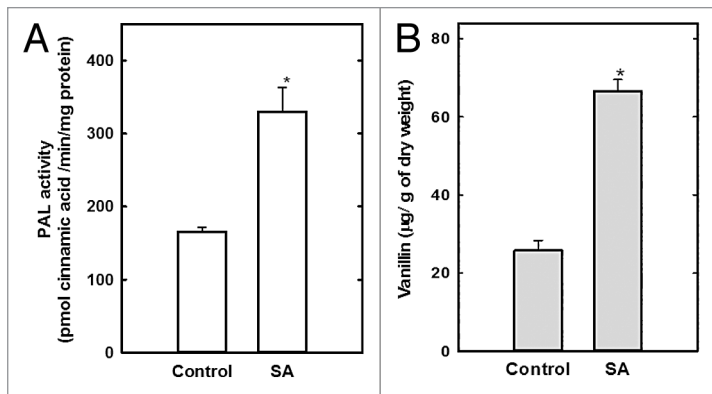 A
PAL activity
(pmol cinnamic acid /min/mg protein)
400
300
200
100
0
*
Control SA
B
Vanillin (µg/ g of dry weight)
80
60
40
20
0
*
Control SA